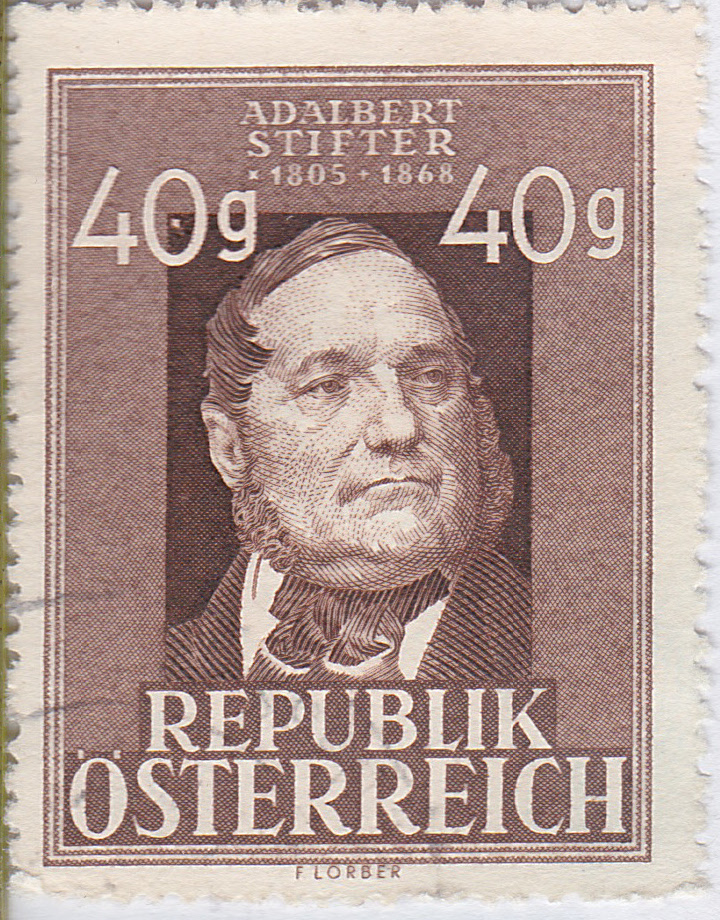 ADALBERT
STIFTER
* 1805 + 1868
40g 40g
REPUBLIK
ÖSTERREICH
F LORBER